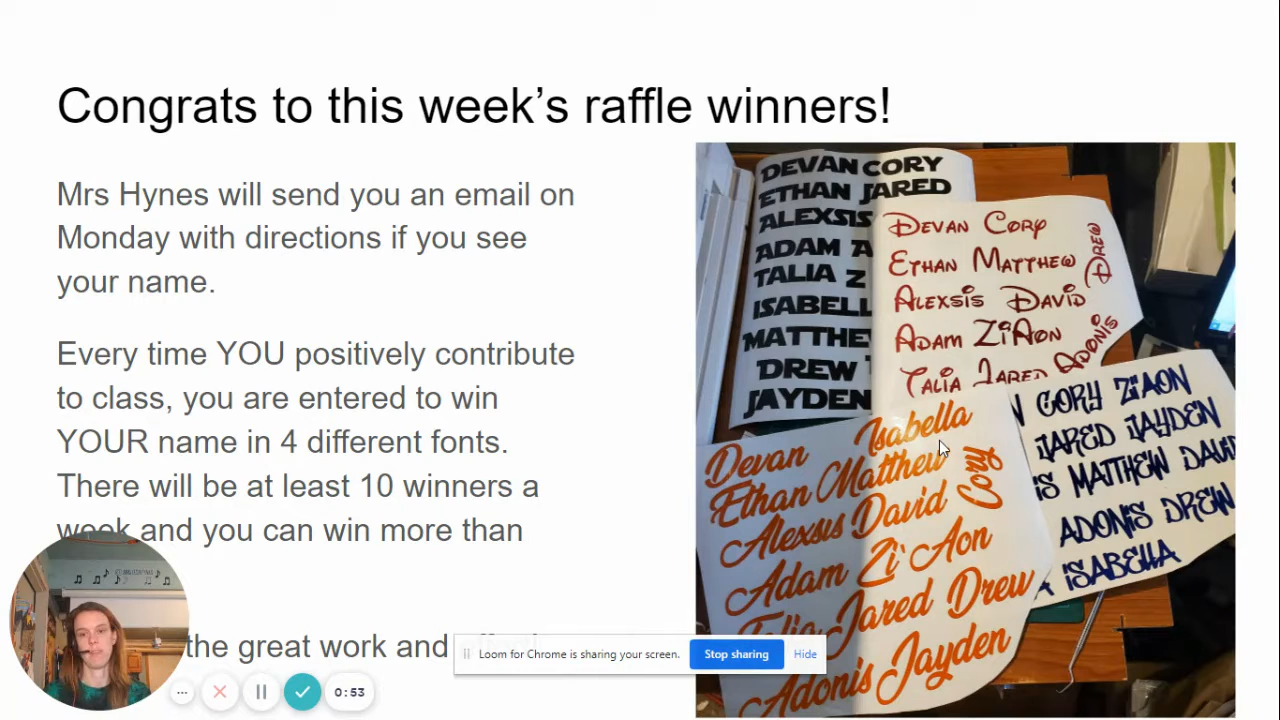 Congrats to this week’s raffle winners!
Mrs Hynes will send you an email on
Monday with directions if you see
your name.
Every time YOU positively contribute
to class, you are entered to win
YOUR name in 4 different fonts.
There will be at least 10 winners a
week and you can win more than
the great work and
Loom for Chrome is sharing your screen.
Stop sharing
Hide
0:53
DEVAN CORY
ETHAN JARED
ALEXSIS
ADAM A
TALIA Z
ISABELL
MATTHE
DREW
JAYDEN
DEVAN CORY
ETHAN MATTHEW DREW
ALEXSIS DAVID
ADAM ZIAON
TALIA JARED ADONIS
N CORY ZIAON
JARED JAYDEN
IS MATTHEW DAVID
ADONIS DREW
A ISABELLA
Devan Isabella
Ethan Matthew Cory
Alexsis David
Adam Zi'Aon
Talia Jared Drew
Adonis Jayden